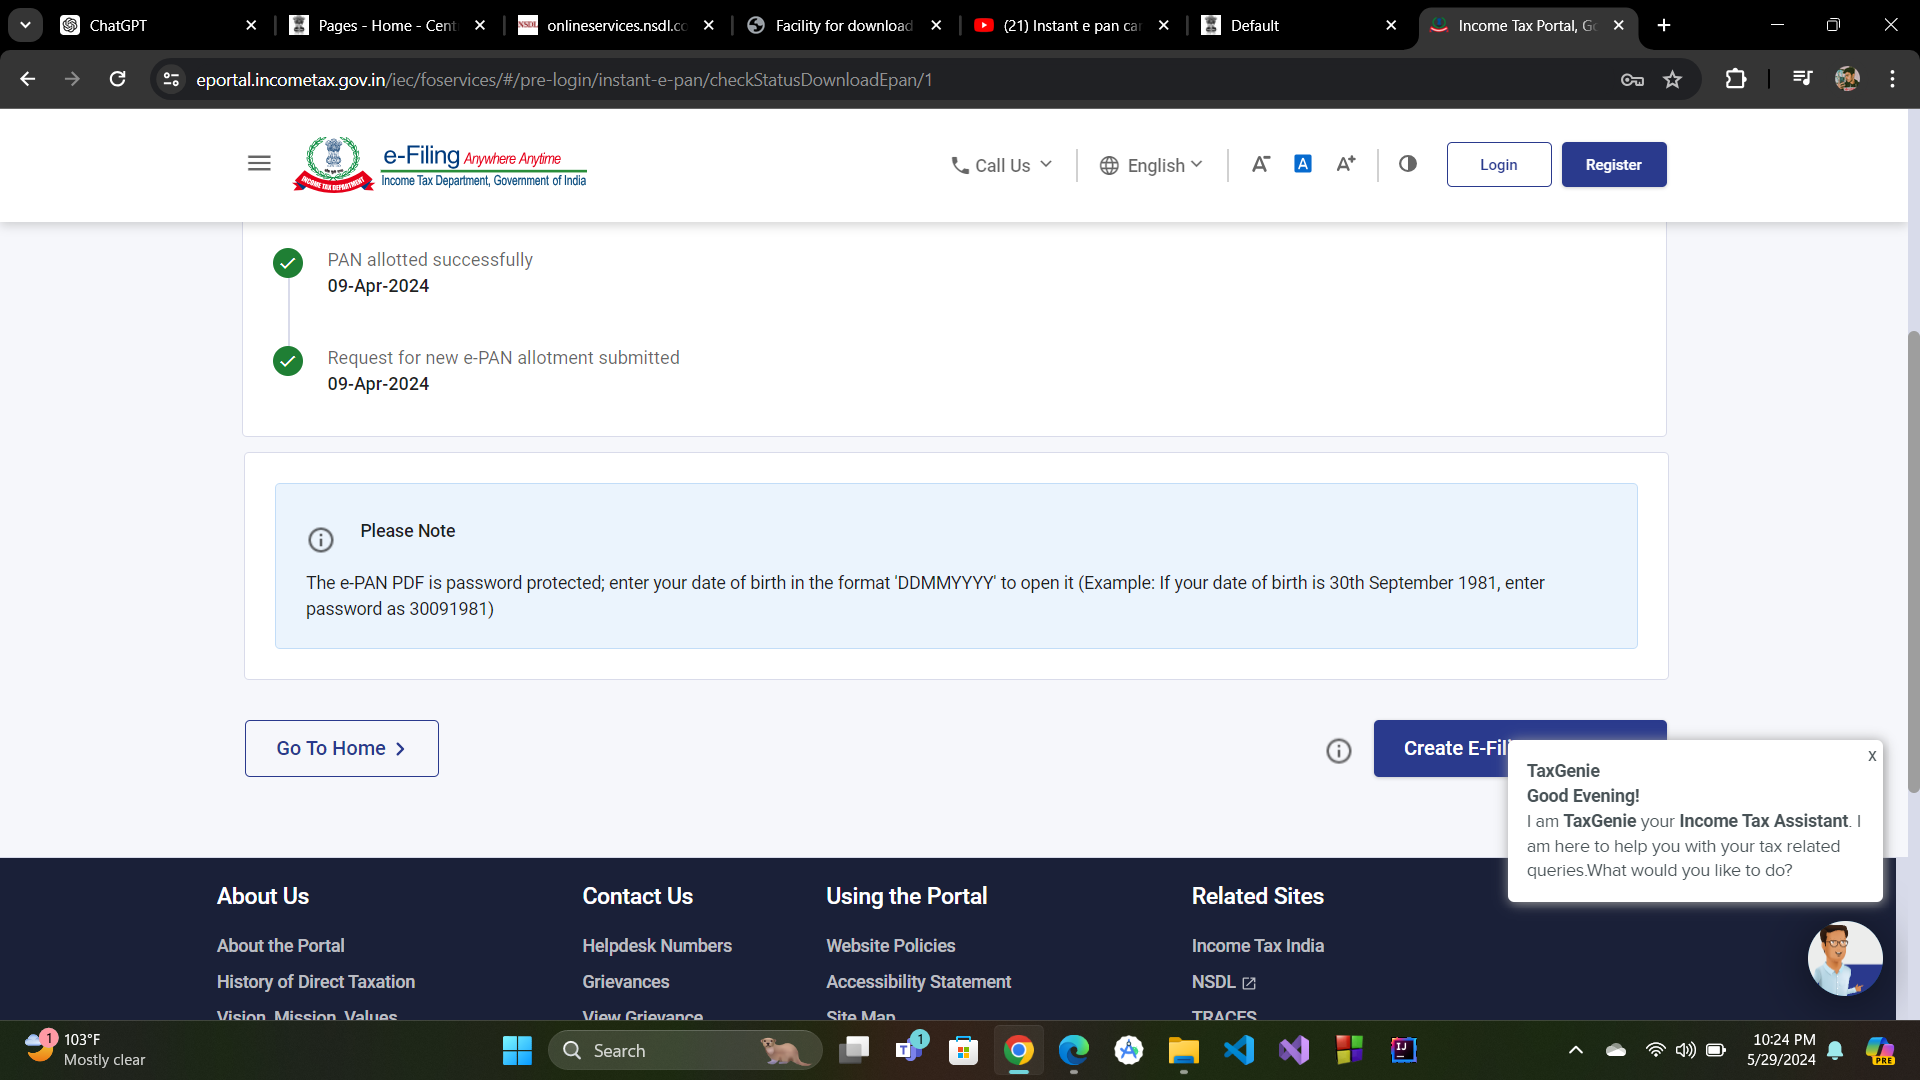 ChatGPT
Pages - Home - Cent
onlineservices.nsdl.co
Facility for download
(21) Instant e pan car
Default
Income Tax Portal, Go
eportal.incometax.gov.in/iec/foservices/#/pre-login/instant-e-pan/checkStatusDownloadEpan/1
INCOME TAX DEPARTMENT
e-Filing Anywhere Anytime
Income Tax Department, Government of India
Call Us
English
A-
A
A+
Login
Register
PAN allotted successfully
09-Apr-2024
Request for new e-PAN allotment submitted
09-Apr-2024
Please Note
The e-PAN PDF is password protected; enter your date of birth in the format 'DDMMYYYY' to open it (Example: If your date of birth is 30th September 1981, enter
password as 30091981)
Go To Home
Create E-Fili
x
TaxGenie
Good Evening!
I am TaxGenie your Income Tax Assistant. I
am here to help you with your tax related
queries.What would you like to do?
About Us
Contact Us
Using the Portal
Related Sites
About the Portal
Helpdesk Numbers
Website Policies
Income Tax India
History of Direct Taxation
Grievances
Accessibility Statement
NSDL
Vision, Mission, Values
View Grievance
Site Map
TRACES
1
103°F
Mostly clear
Search
1
10:24 PM
5/29/2024
PRE